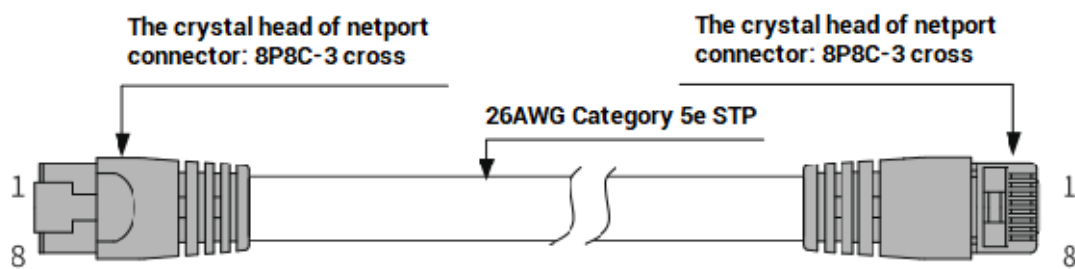 The crystal head of netport
connector: 8P8C-3 cross
The crystal head of netport
connector: 8P8C-3 cross
26AWG Category 5e STP
1
1
8
8